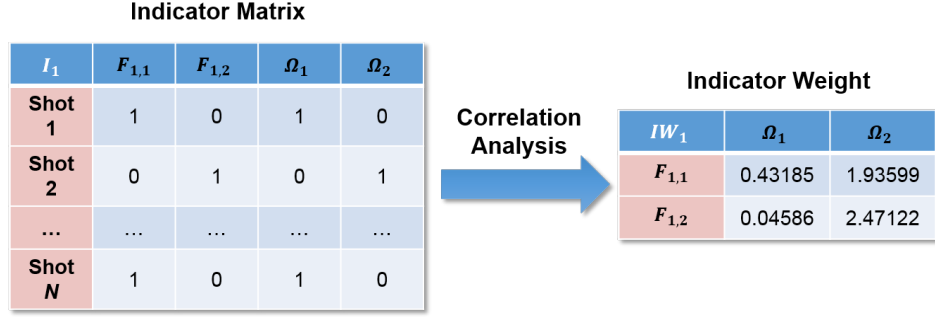 Indicator Matrix
I₁ F₁,₁ F₁,₂ Ω₁ Ω₂
Shot
1 1 0 1 0
Shot
2 0 1 0 1
... ... ... ... ...
Shot
N 1 0 1 0
Correlation
Analysis
Indicator Weight
IW₁ Ω₁ Ω₂
F₁,₁ 0.43185 1.93599
F₁,₂ 0.04586 2.47122